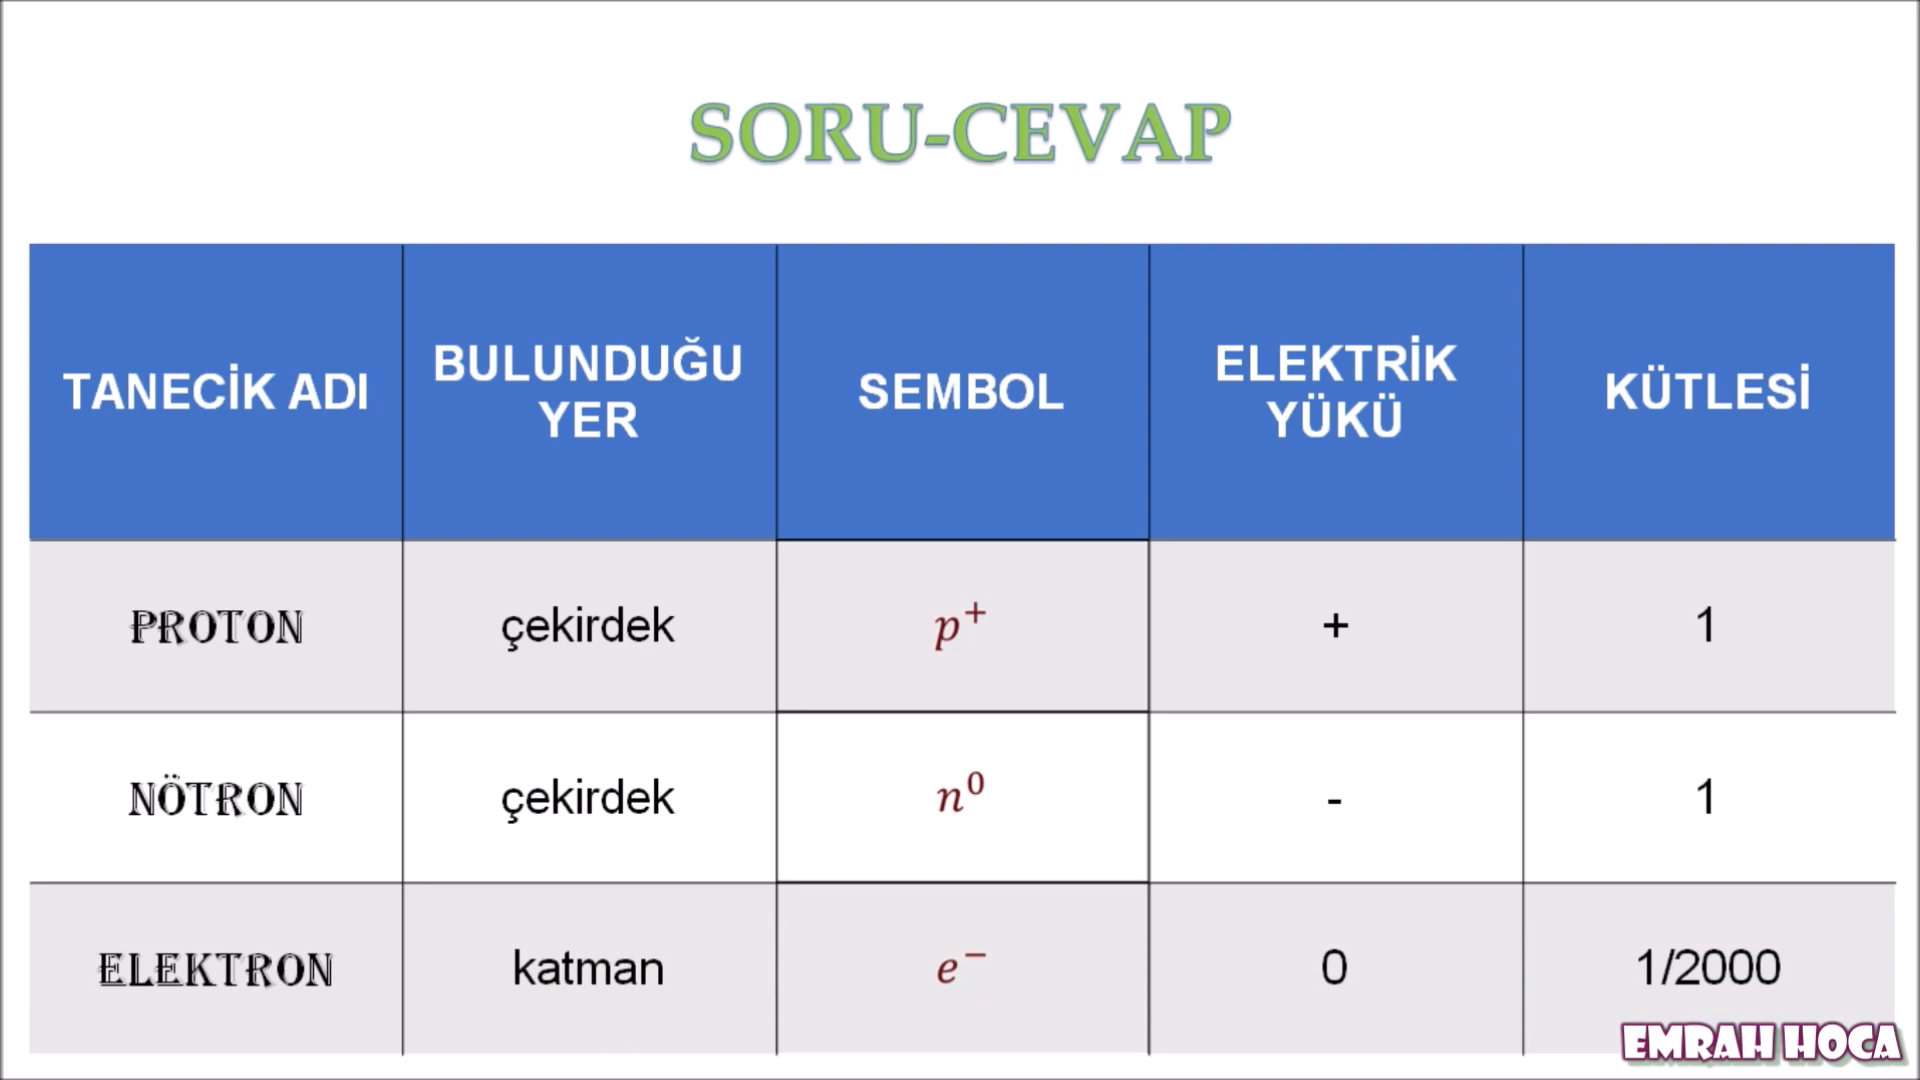 SORU-CEVAP
TANECİK ADI
BULUNDUĞU
YER
SEMBOL
ELEKTRİK
YÜKÜ
KÜTLESİ
PROTON
çekirdek
p⁺
+
1
NÖTRON
çekirdek
n⁰
-
1
ELEKTRON
katman
e⁻
0
1/2000
EMRAH HOCA